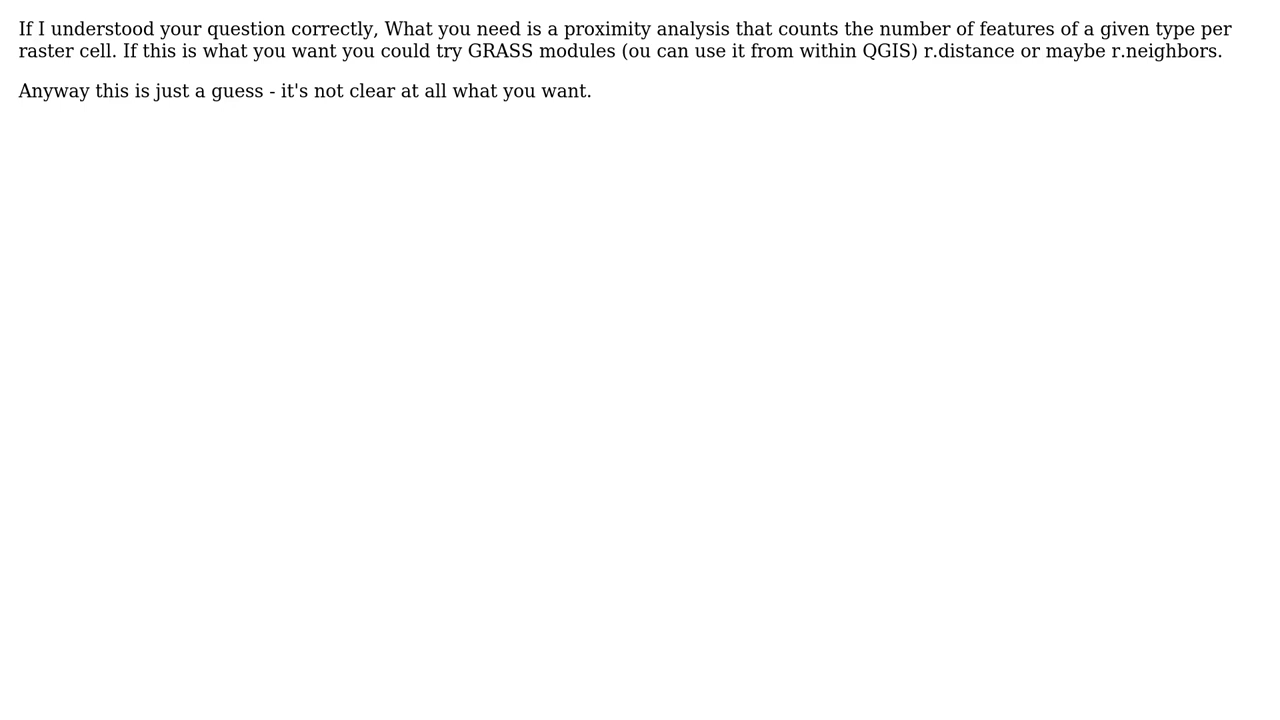 If I understood your question correctly, What you need is a proximity analysis that counts the number of features of a given type per
raster cell. If this is what you want you could try GRASS modules (ou can use it from within QGIS) r.distance or maybe r.neighbors.
Anyway this is just a guess - it's not clear at all what you want.